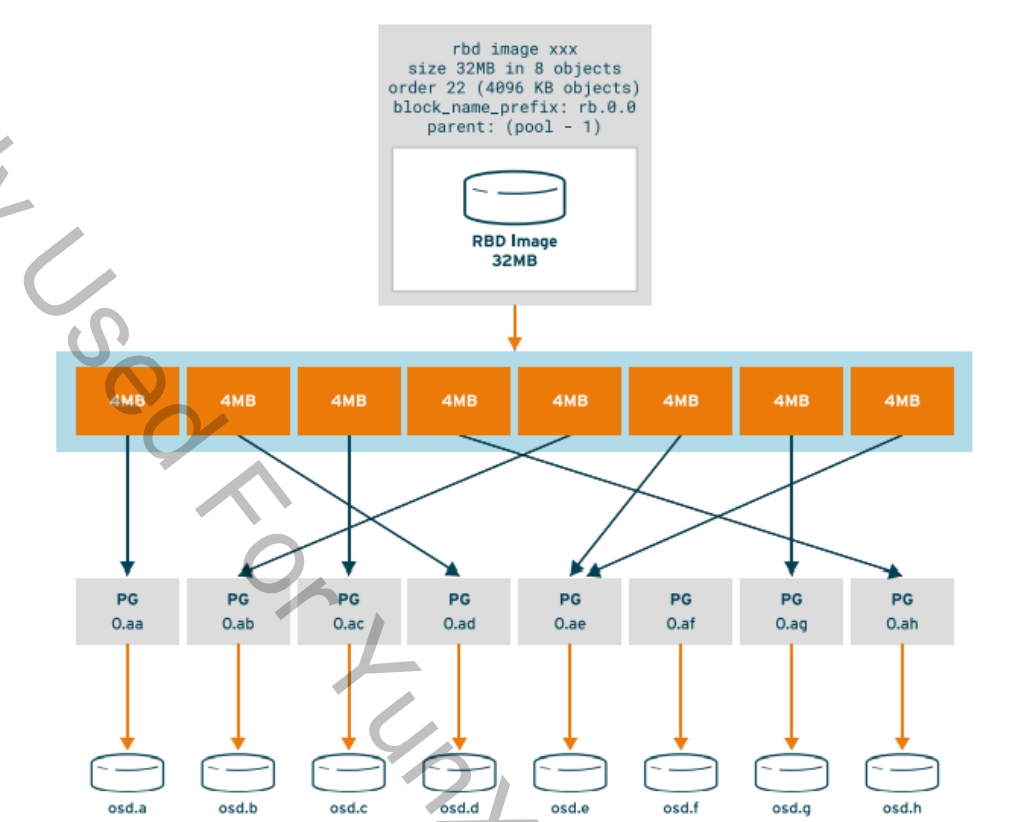 rbd image xxx
size 32MB in 8 objects
order 22 (4096 KB objects)
block_name_prefix: rb.0.0
parent: (pool - 1)
RBD Image
32MB
4MB 4MB 4MB 4MB 4MB 4MB 4MB 4MB
PG PG PG PG PG PG PG PG
0.aa 0.ab 0.ac 0.ad 0.ae 0.af 0.ag 0.ah
osd.a osd.b osd.c osd.d osd.e osd.f osd.g osd.h
y Used For Yunx